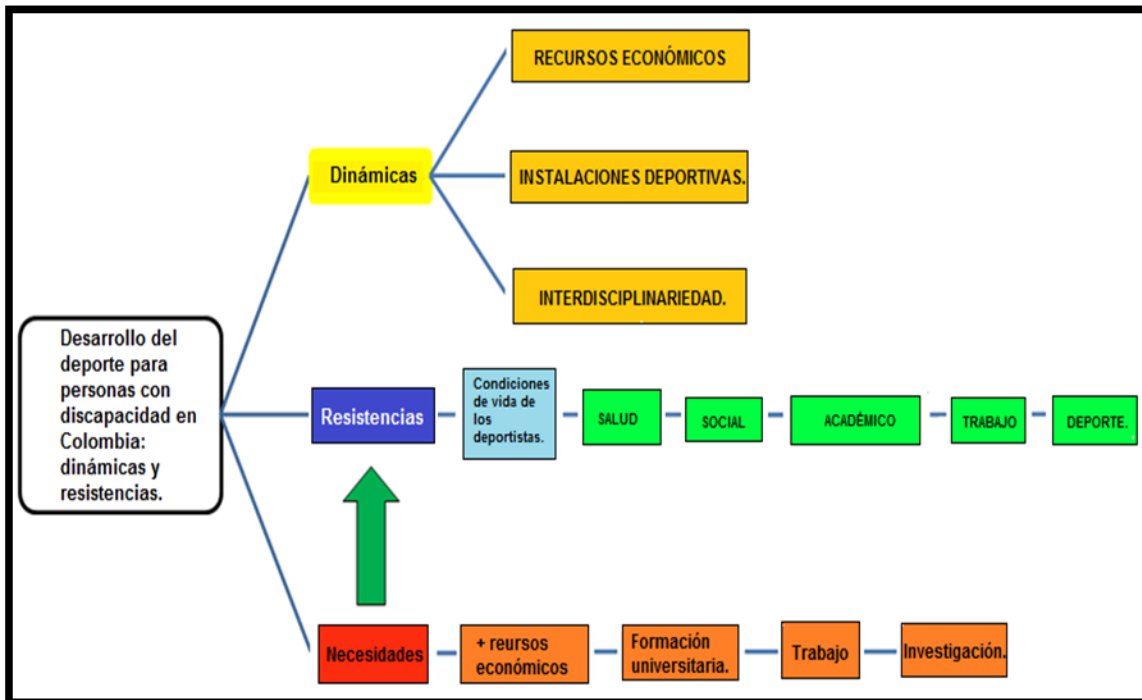 RECURSOS ECONÓMICOS
Dinámicas
INSTALACIONES DEPORTIVAS.
INTERDISCIPLINARIEDAD.
Desarrollo del
deporte para
personas con
discapacidad en
Colombia:
dinámicas y
resistencias.
Resistencias
Condiciones
de vida de
los
deportistas.
SALUD
SOCIAL
ACADÉMICO
TRABAJO
DEPORTE.
Necesidades
+ reursos
económicos
Formación
universitaria.
Trabajo
Investigación.